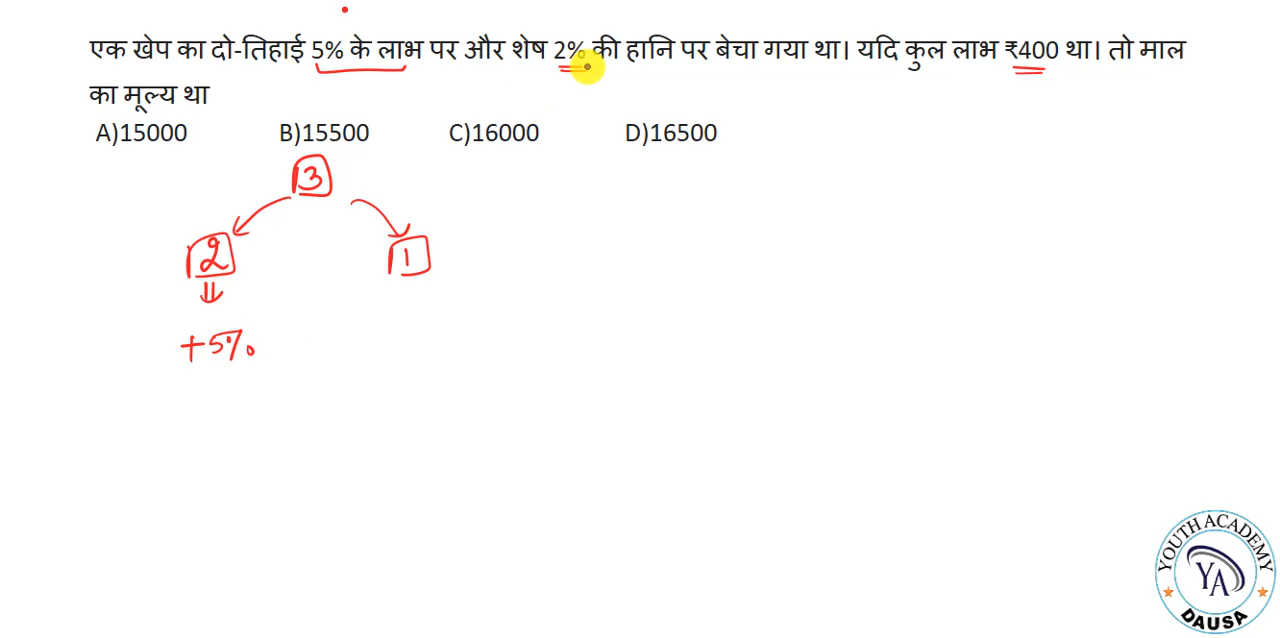 एक खेप का दो-तिहाई 5% के लाभ पर और शेष 2% की हानि पर बेचा गया था। यदि कुल लाभ ₹400 था। तो माल
का मूल्य था
A)15000 B)15500 C)16000 D)16500
3
2 1
+5%
YOUTH ACADEMY
YA
DAUSA